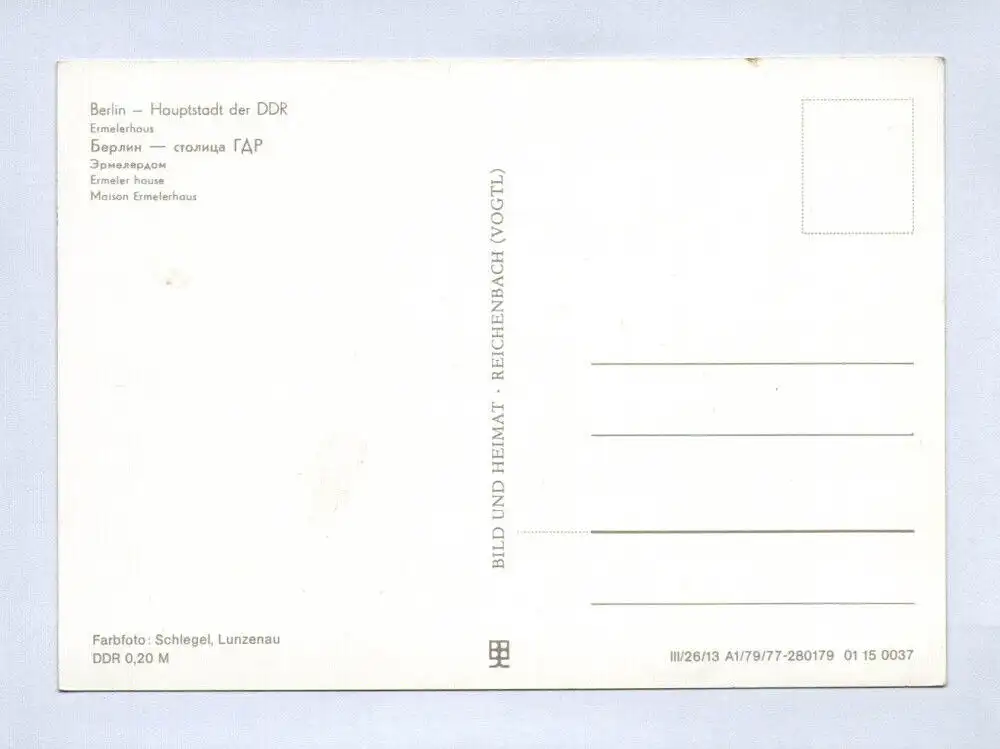 Berlin – Hauptstadt der DDR
Ermelerhaus
Берлин — столица ГДР
Эрмелердом
Ermeler house
Maison Ermelerhaus
BILD UND HEIMAT · REICHENBACH (VOGTL)
Farbfoto: Schlegel, Lunzenau
DDR 0,20 M
III/26/13 A1/79/77-280179 01 15 0037